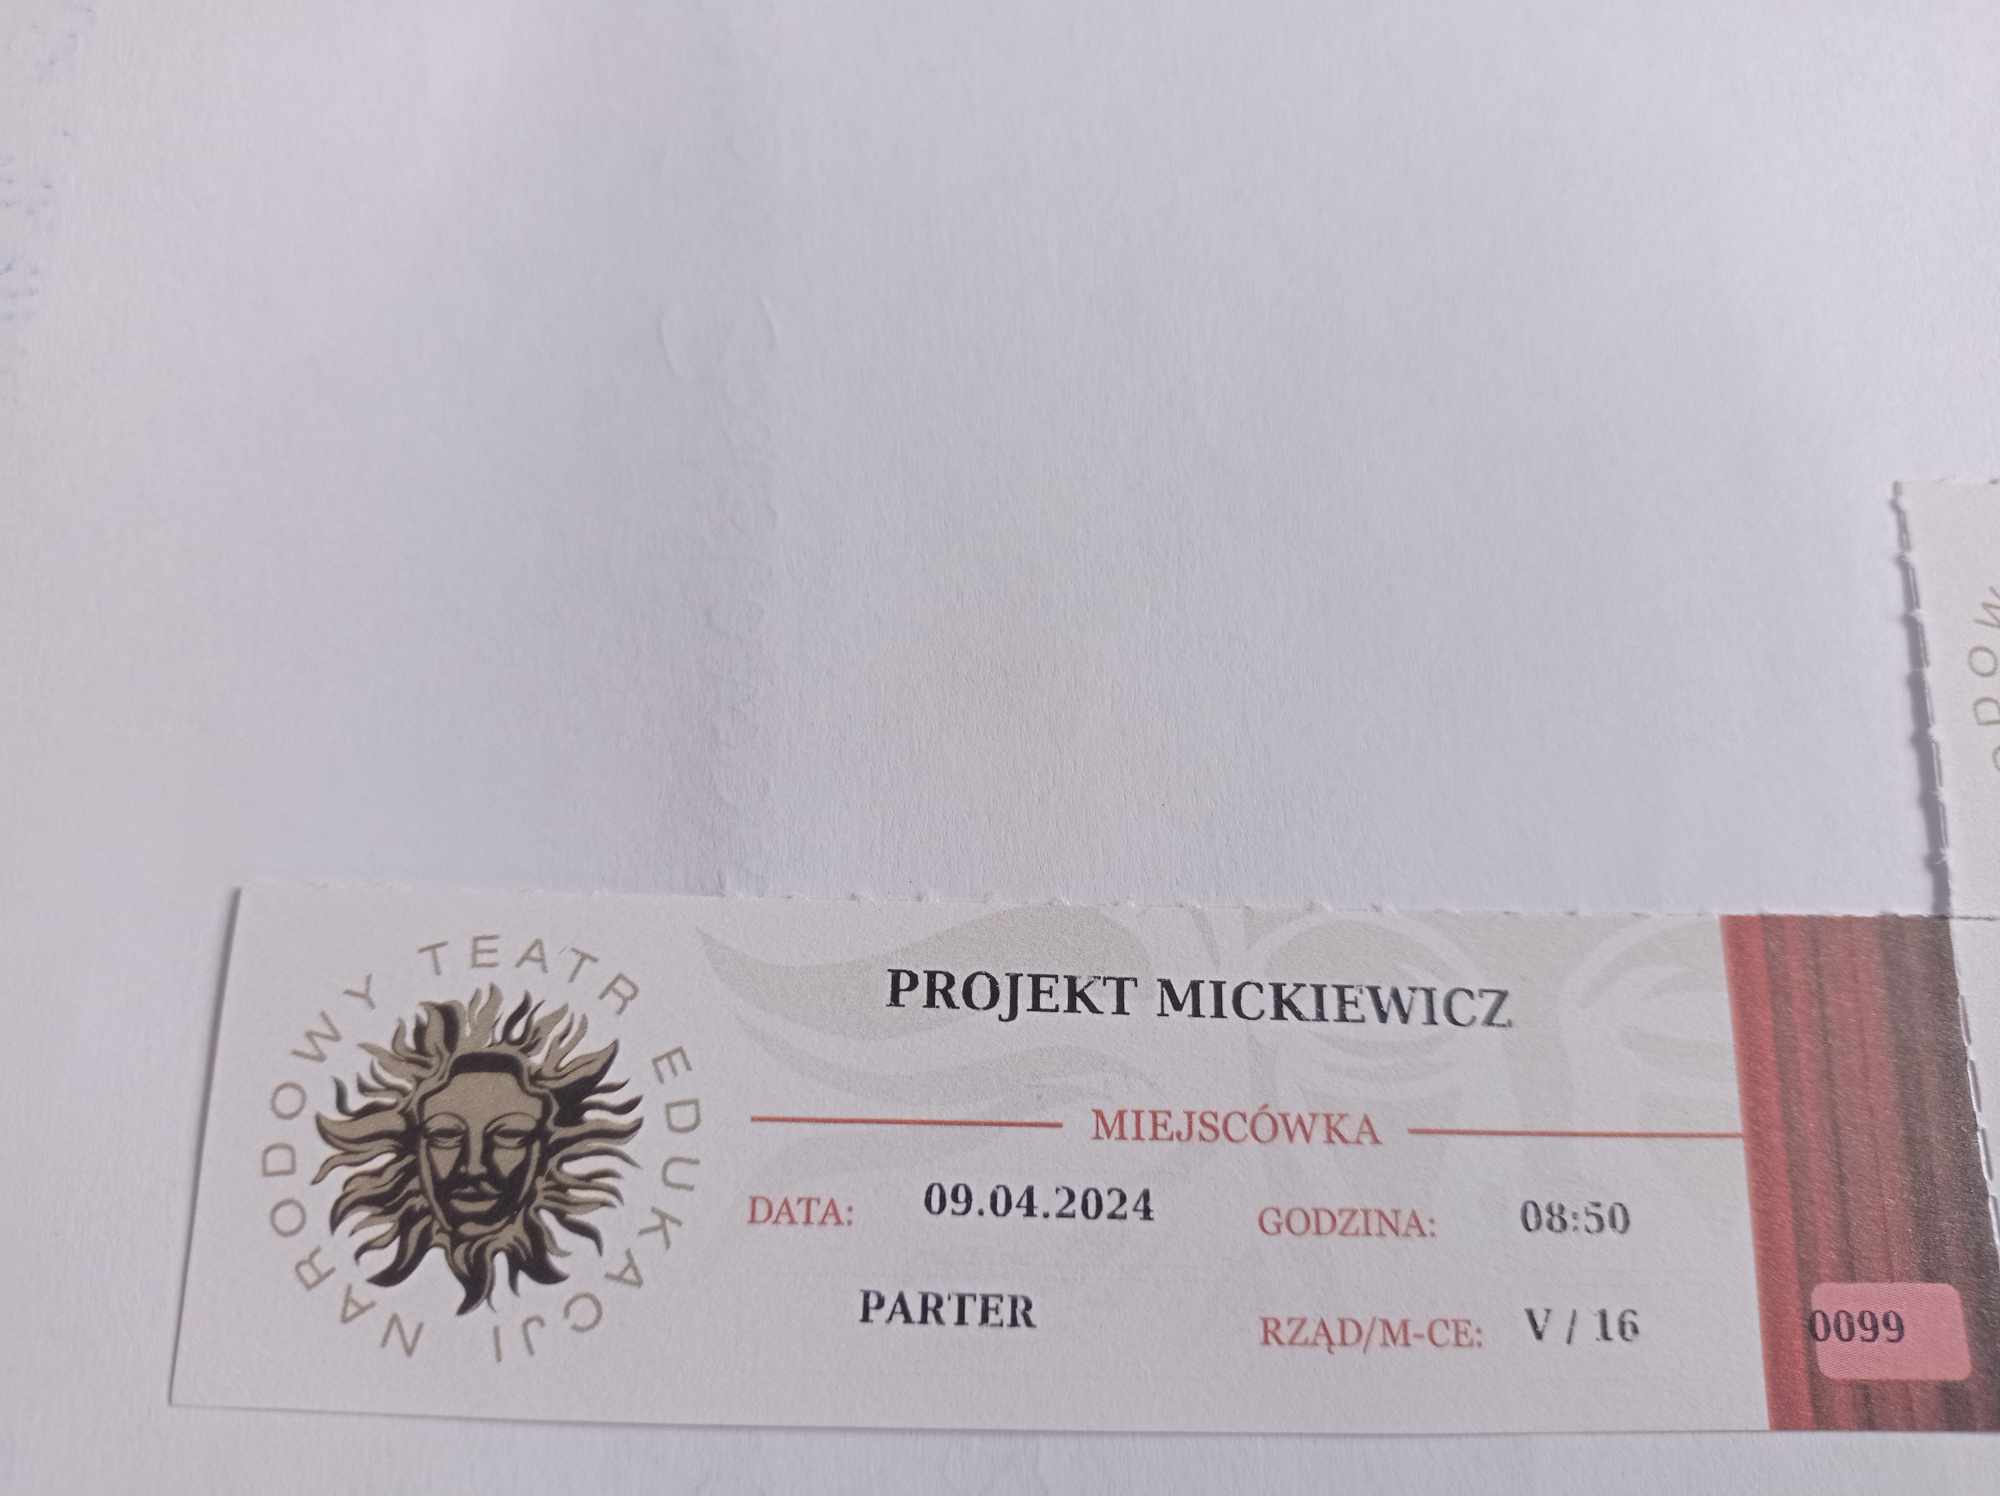 NARODOWY TEATR EDUKACJI
PROJEKT MICKIEWICZ
MIEJSCÓWKA
DATA: 09.04.2024 GODZINA: 08:50
PARTER RZĄD/M-CE: V / 16
0099